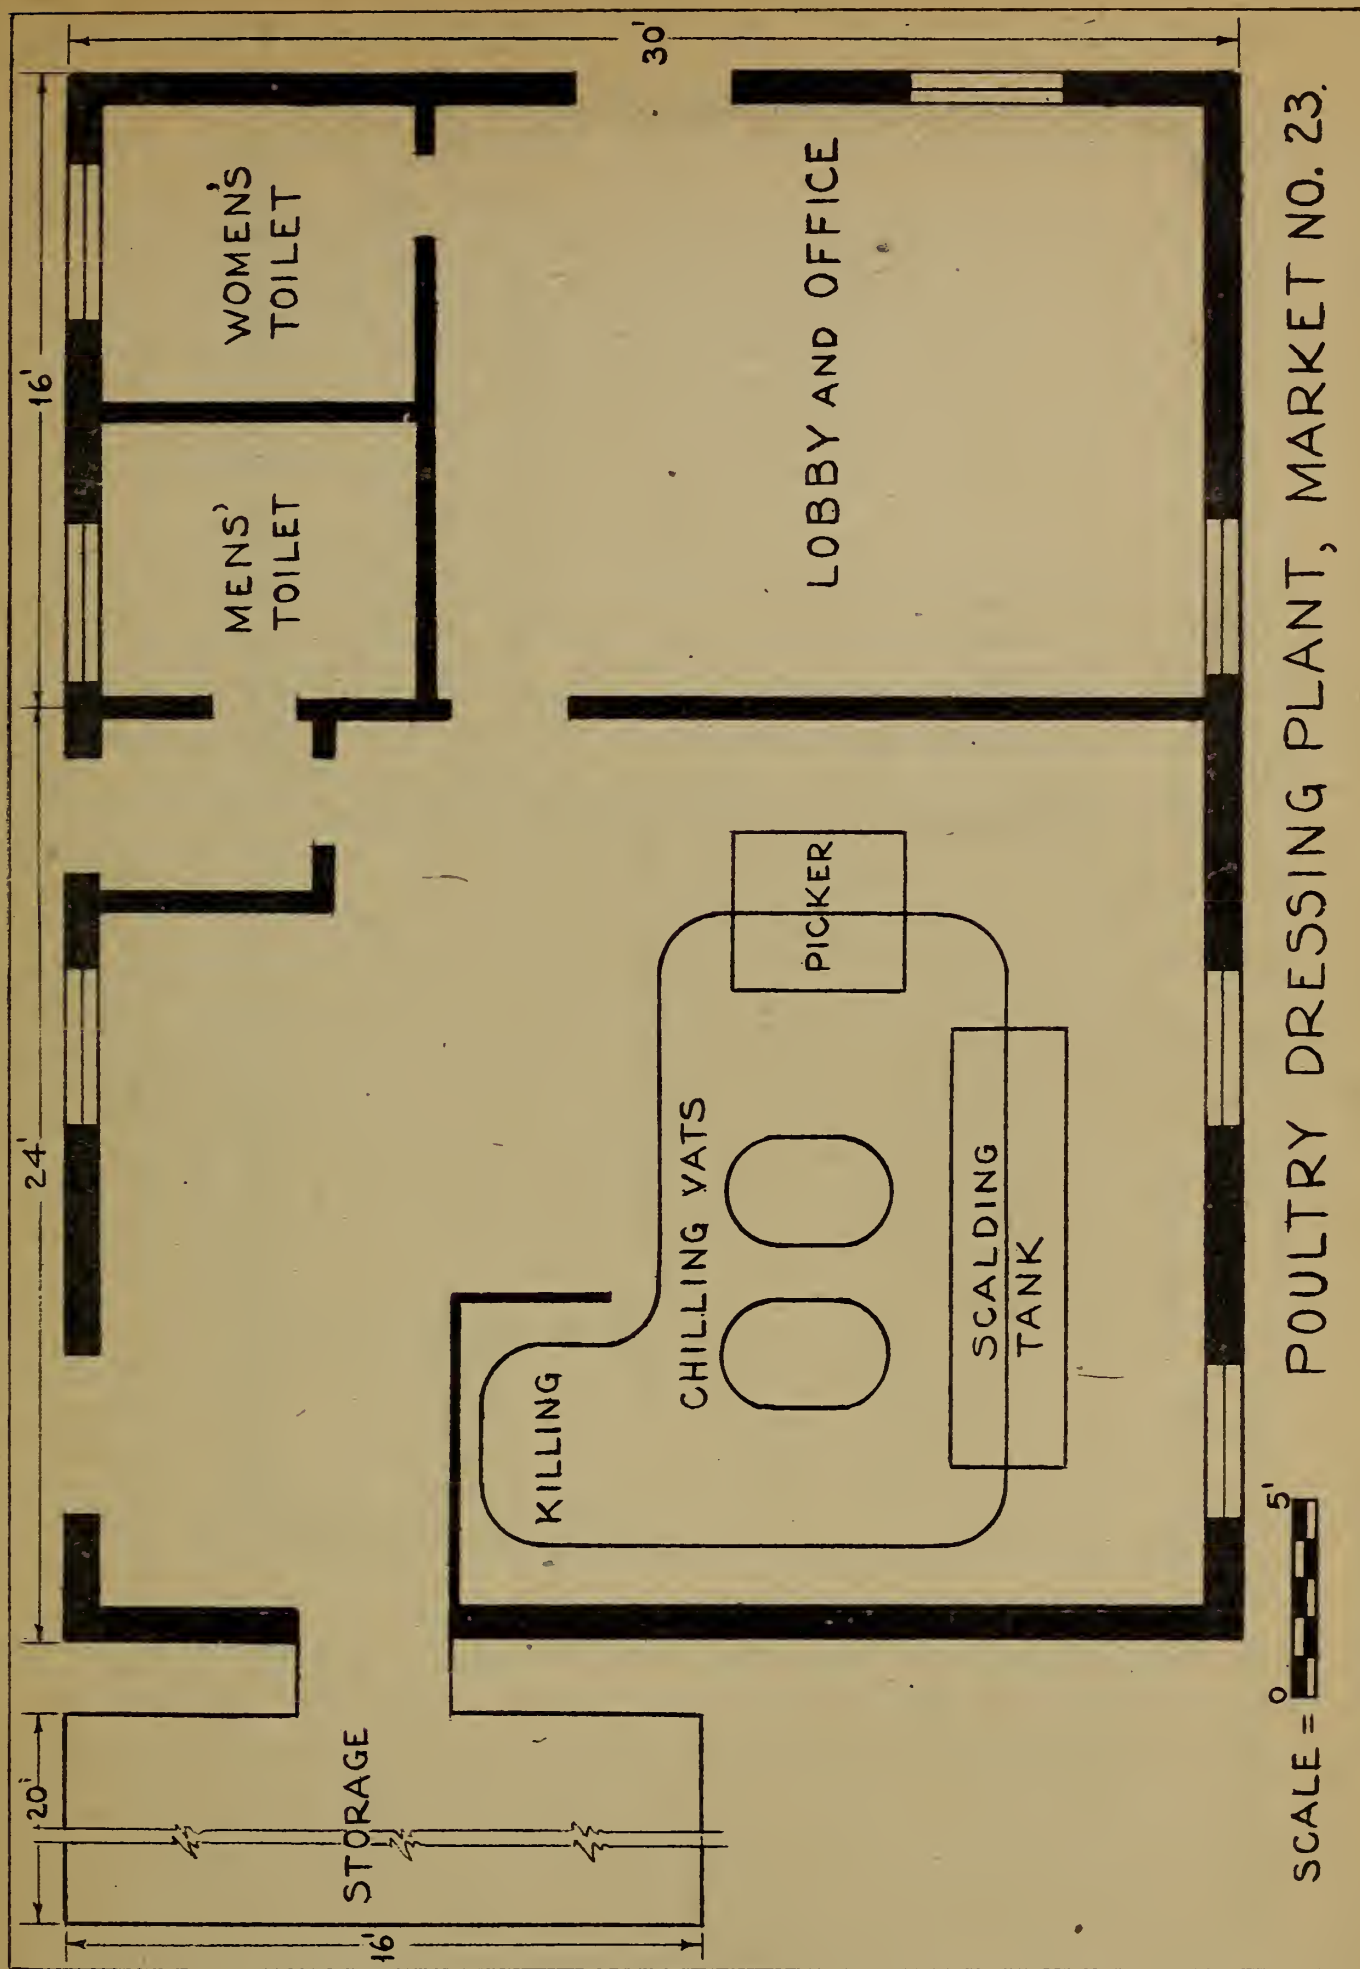 20'
24'
16'
30'
16'
STORAGE
MENS'
TOILET
WOMEN'S
TOILET
KILLING
CHILLING VATS
PICKER
LOBBY AND OFFICE
SCALDING
TANK
0 5'
SCALE =
POULTRY DRESSING PLANT, MARKET NO. 23.